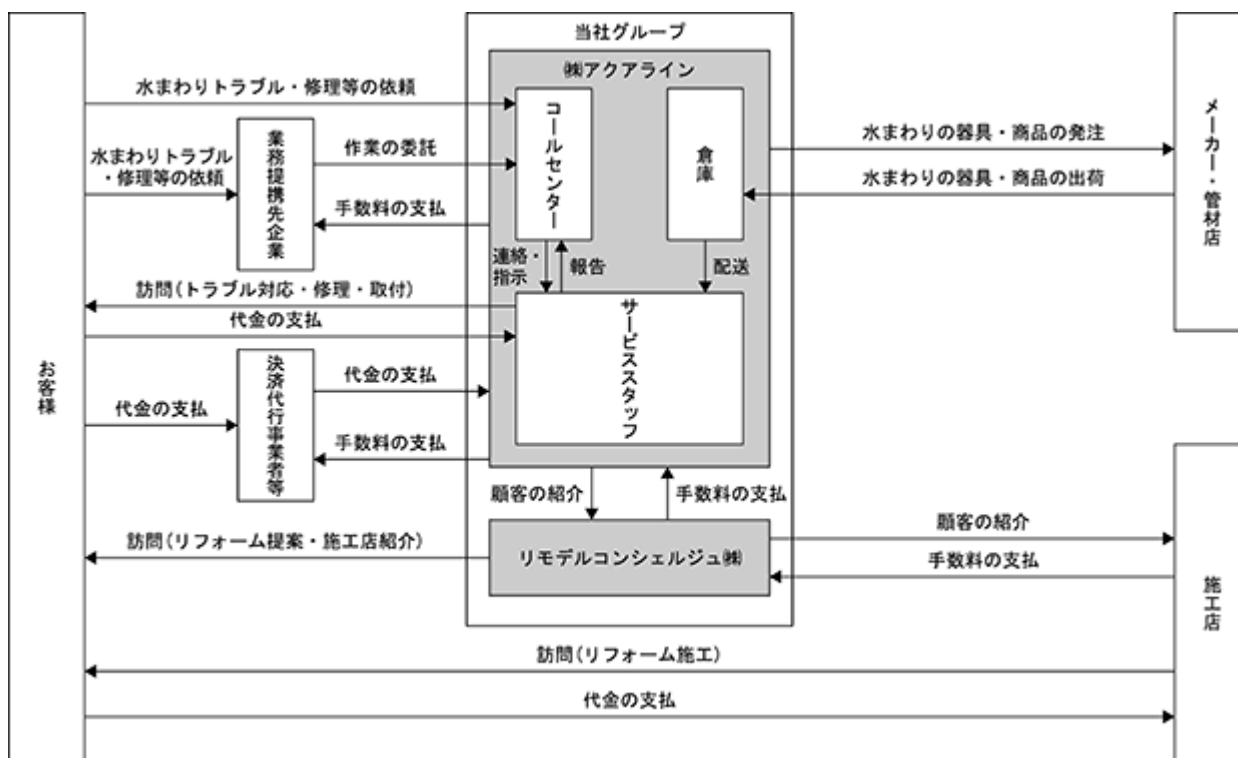 当社グループ
㈱アクアライン
水まわりトラブル・修理等の依頼
コールセンター
倉庫
メーカー・管材店
水まわりの器具・商品の発注
水まわりの器具・商品の出荷
水まわりトラブル
・修理等の依頼
業務提携先企業
作業の委託
手数料の支払
連絡・
指示
報告
配送
訪問(トラブル対応・修理・取付)
代金の支払
サービススタッフ
お客様
代金の支払
決済代行事業者等
代金の支払
手数料の支払
顧客の紹介
手数料の支払
訪問(リフォーム提案・施工店紹介)
リモデルコンシェルジュ㈱
顧客の紹介
手数料の支払
施工店
訪問(リフォーム施工)
代金の支払